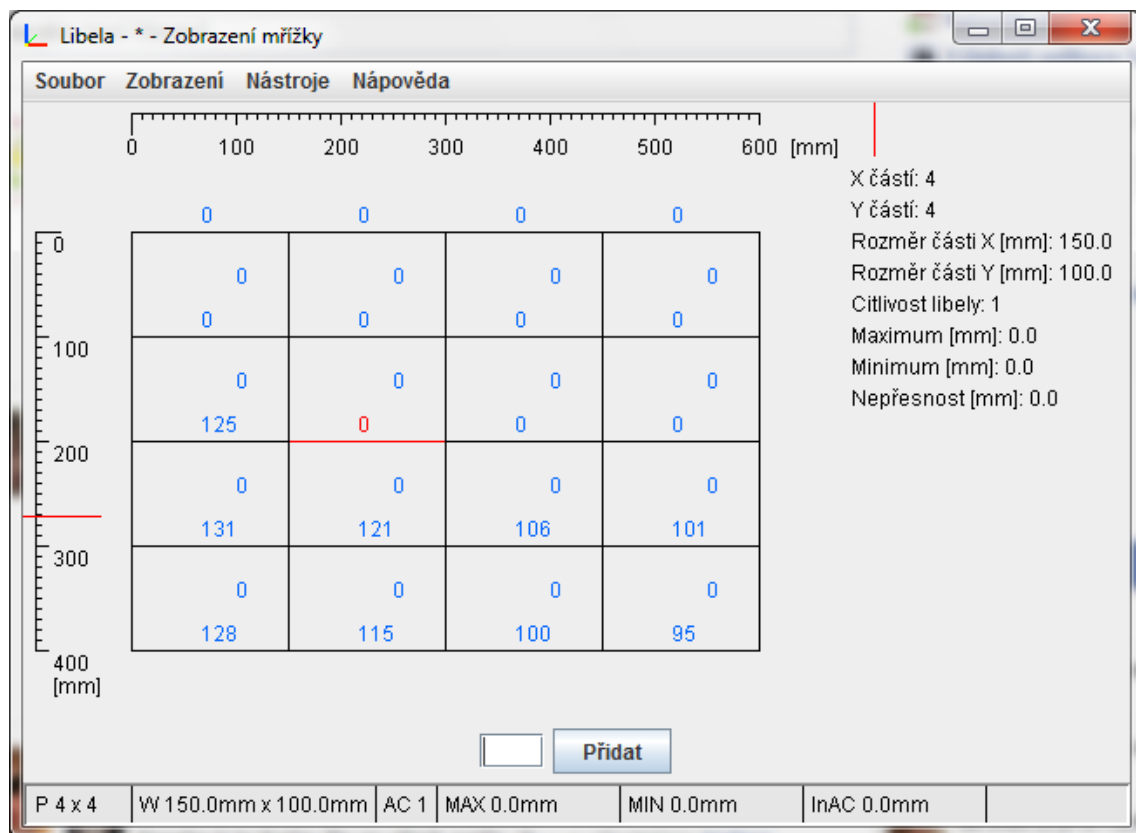 Libela - * - Zobrazení mřížky
Soubor Zobrazení Nástroje Nápověda
0 100 200 300 400 500 600 [mm]
X částí: 4
Y částí: 4
Rozměr části X [mm]: 150.0
Rozměr části Y [mm]: 100.0
Citlivost libely: 1
Maximum [mm]: 0.0
Minimum [mm]: 0.0
Nepřesnost [mm]: 0.0
0 0 0 0
0
0 0 0 0
0 0 0 0
100
0 0 0 0
125 0 0 0
200
0 0 0 0
131 121 106 101
300
0 0 0 0
128 115 100 95
400
[mm]
Přidat
P 4 x 4 W 150.0mm x 100.0mm AC 1 MAX 0.0mm MIN 0.0mm InAC 0.0mm